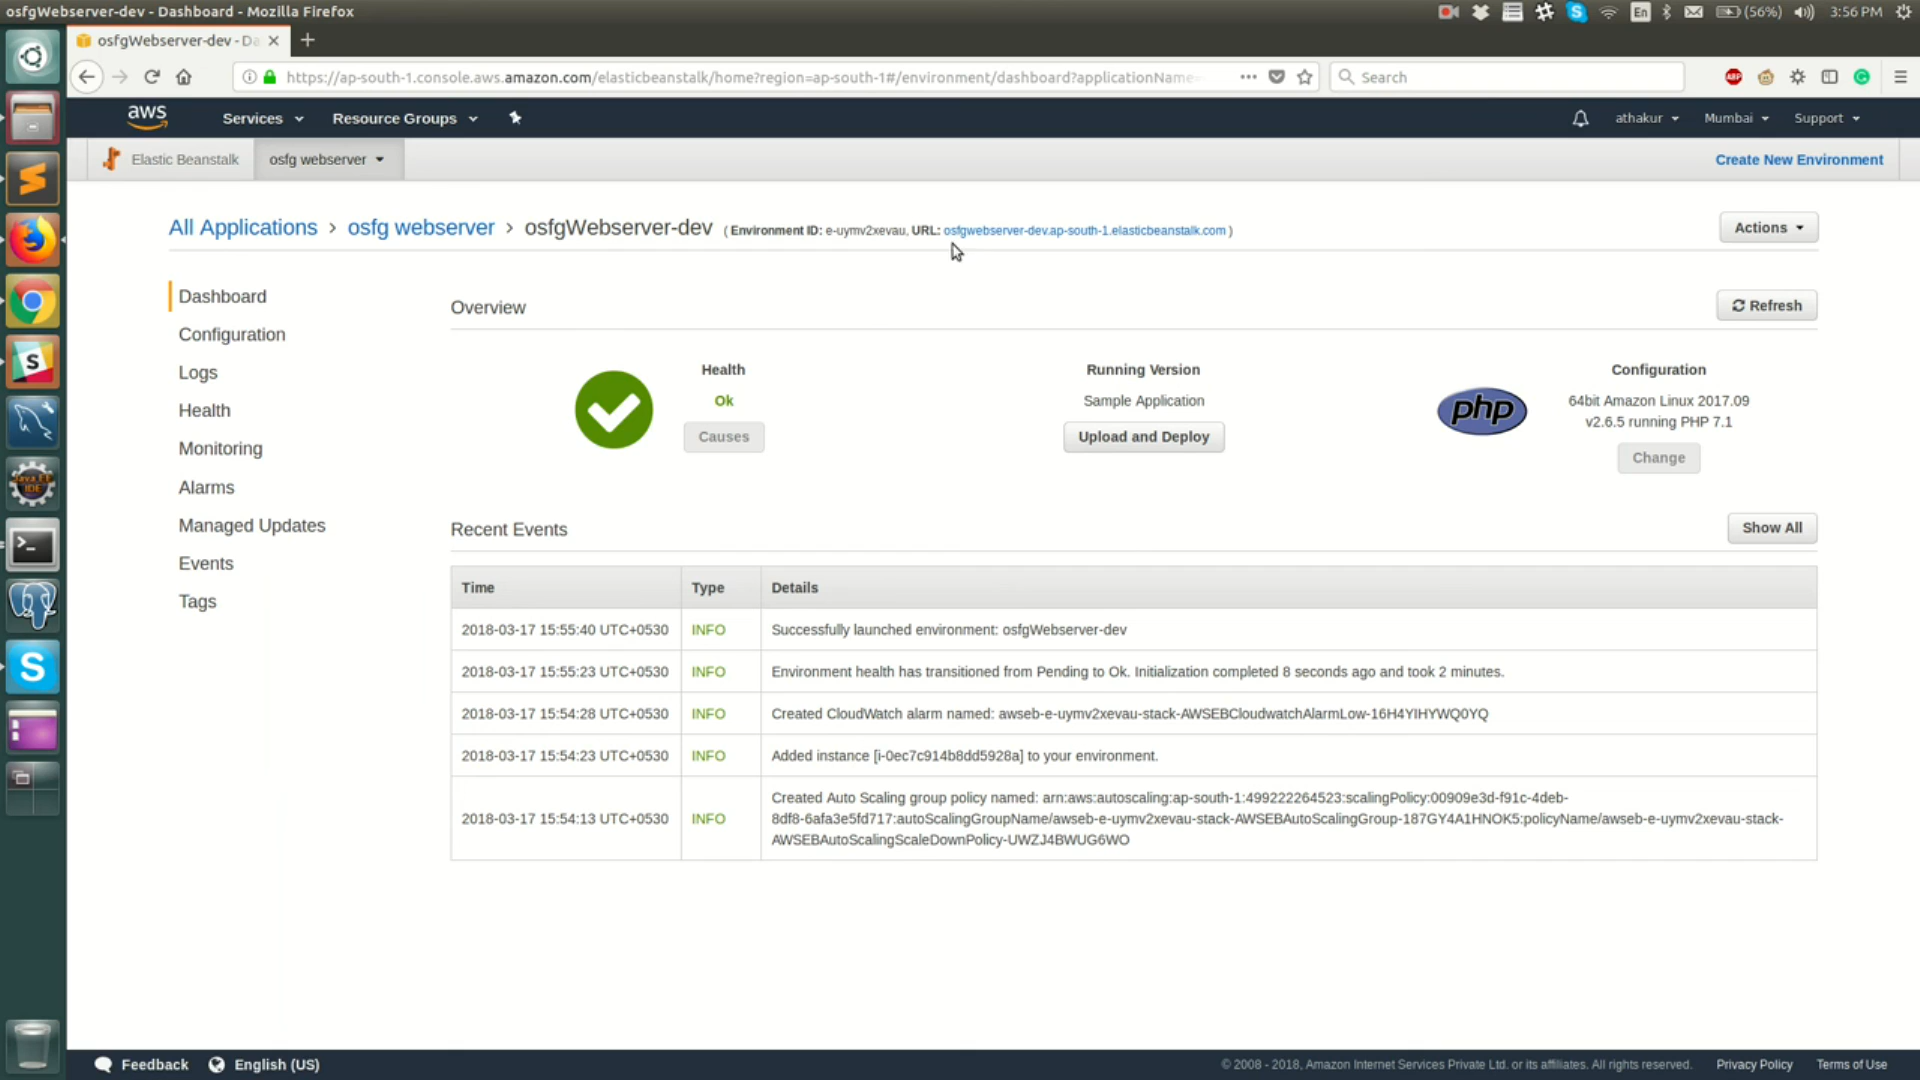 osfgWebserver-dev - Dashboard - Mozilla Firefox
En
(56%)
3:56 PM
osfgWebserver-dev - Da
https://ap-south-1.console.aws.amazon.com/elasticbeanstalk/home?region=ap-south-1#/environment/dashboard?applicationName=
Search
ABP
aws
Services
Resource Groups
athakur
Mumbai
Support
Elastic Beanstalk
osfg webserver
Create New Environment
All Applications > osfg webserver > osfgWebserver-dev ( Environment ID: e-uymv2xevau, URL: osfgwebserver-dev.ap-south-1.elasticbeanstalk.com )
Actions
Dashboard
Configuration
Logs
Health
Monitoring
Alarms
Managed Updates
Events
Tags
Overview
Refresh
Health
Ok
Causes
Running Version
Sample Application
Upload and Deploy
php
Configuration
64bit Amazon Linux 2017.09
v2.6.5 running PHP 7.1
Change
Recent Events
Show All
Time Type Details
2018-03-17 15:55:40 UTC+0530 INFO Successfully launched environment: osfgWebserver-dev
2018-03-17 15:55:23 UTC+0530 INFO Environment health has transitioned from Pending to Ok. Initialization completed 8 seconds ago and took 2 minutes.
2018-03-17 15:54:28 UTC+0530 INFO Created CloudWatch alarm named: awseb-e-uymv2xevau-stack-AWSEBCloudwatchAlarmLow-16H4YIHYWQ0YQ
2018-03-17 15:54:23 UTC+0530 INFO Added instance [i-0ec7c914b8dd5928a] to your environment.
2018-03-17 15:54:13 UTC+0530 INFO Created Auto Scaling group policy named: arn:aws:autoscaling:ap-south-1:499222264523:scalingPolicy:00909e3d-f91c-4deb-
8df8-6afa3e5fd717:autoScalingGroupName/awseb-e-uymv2xevau-stack-AWSEBAutoScalingGroup-187GY4A1HNOK5:policyName/awseb-e-uymv2xevau-stack-
AWSEBAutoScalingScaleDownPolicy-UWZJ4BWUG6WO
Java EE
IDE
Feedback
English (US)
© 2008 - 2018, Amazon Internet Services Private Ltd. or its affiliates. All rights reserved.
Privacy Policy
Terms of Use